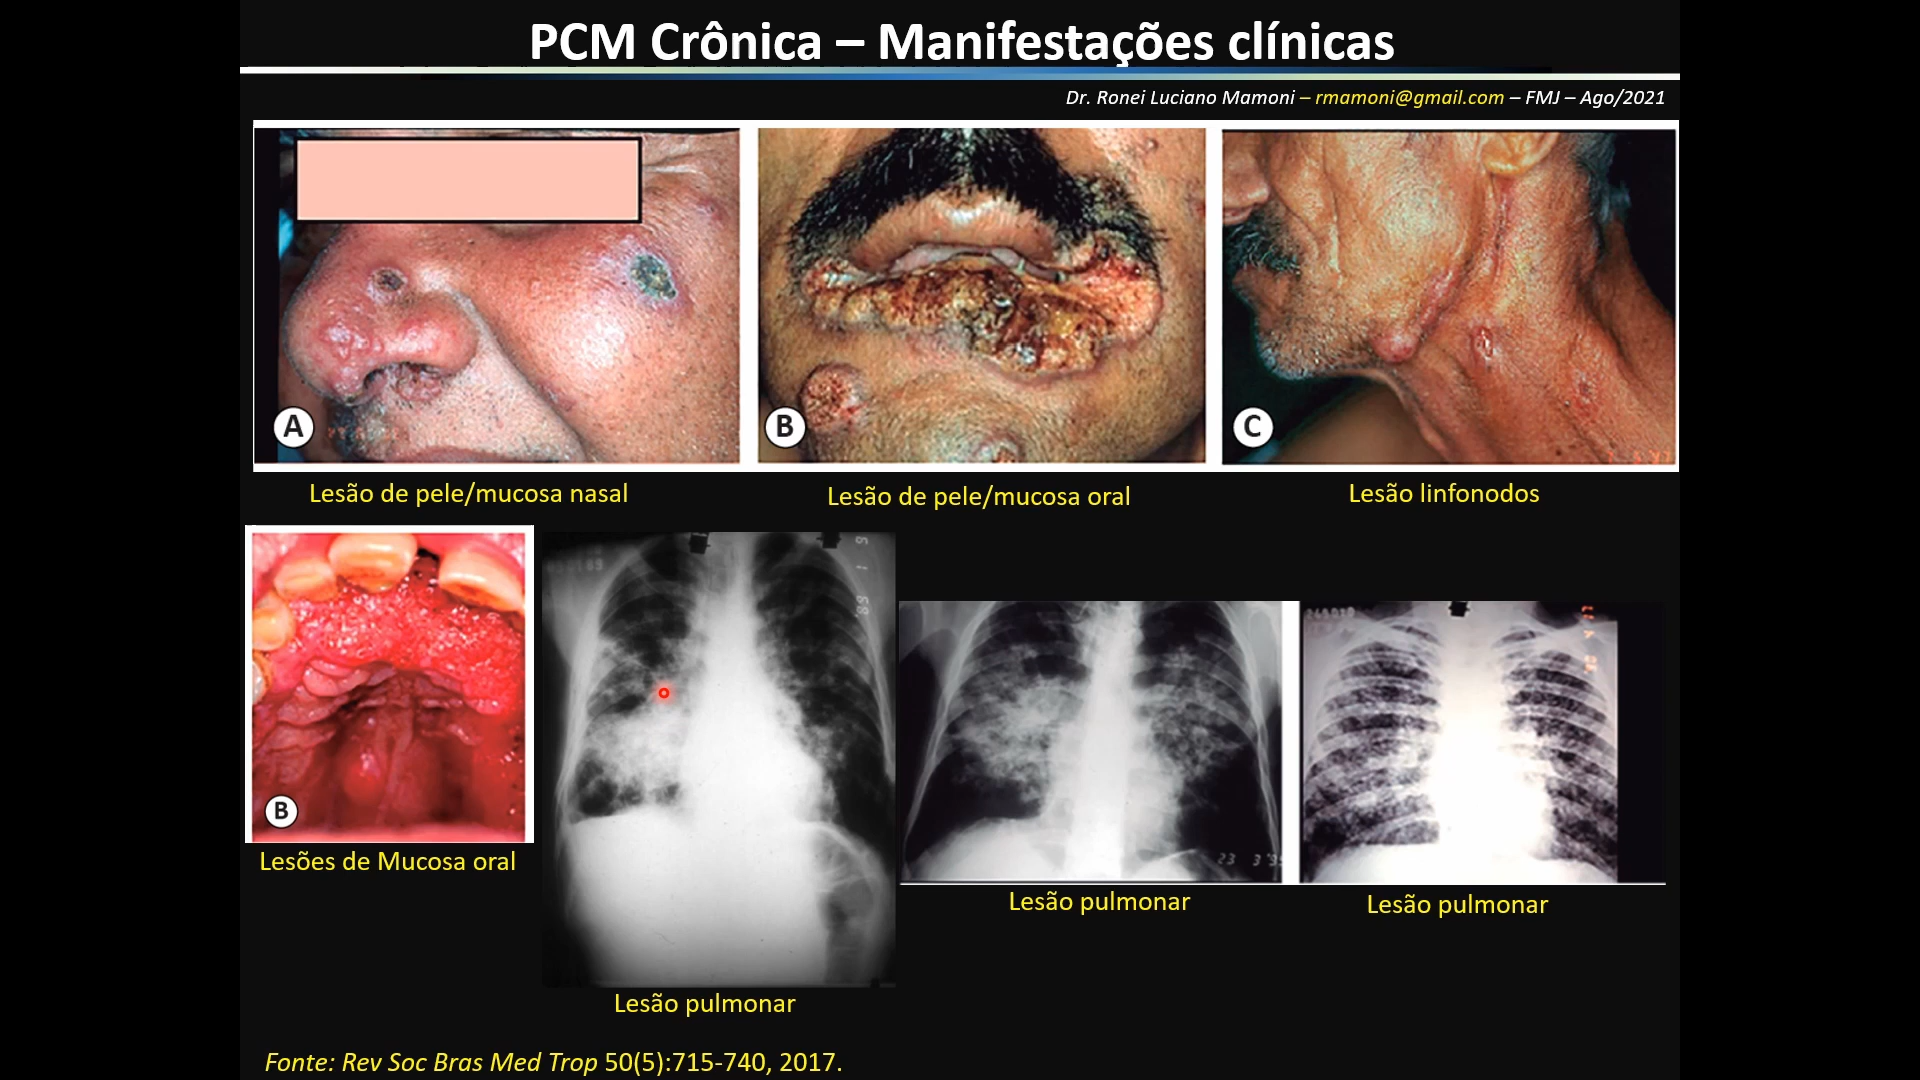 PCM Crônica – Manifestações clínicas
Dr. Ronei Luciano Mamoni – rmamoni@gmail.com – FMJ – Ago/2021
A
B
C
Lesão de pele/mucosa nasal
Lesão de pele/mucosa oral
Lesão linfonodos
B
Lesões de Mucosa oral
23 3
Lesão pulmonar
Lesão pulmonar
Lesão pulmonar
Fonte: Rev Soc Bras Med Trop 50(5):715-740, 2017.